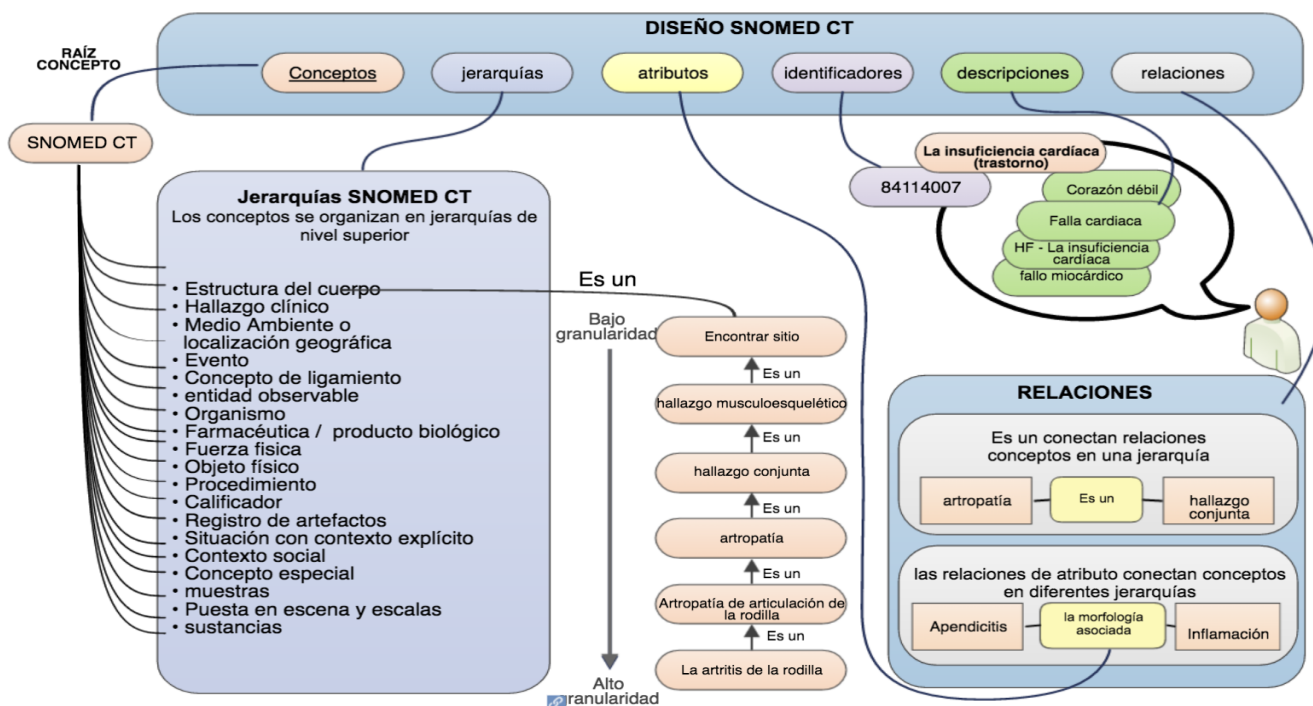 DISEÑO SNOMED CT
RAÍZ
CONCEPTO
Conceptos
jerarquías
atributos
identificadores
descripciones
relaciones
SNOMED CT
Jerarquías SNOMED CT
Los conceptos se organizan en jerarquías de
nivel superior
• Estructura del cuerpo
• Hallazgo clínico
• Medio Ambiente o
localización geográfica
• Evento
• Concepto de ligamiento
• entidad observable
• Organismo
• Farmacéutica / producto biológico
• Fuerza fisica
• Objeto físico
• Procedimiento
• Calificador
• Registro de artefactos
• Situación con contexto explícito
• Contexto social
• Concepto especial
• muestras
• Puesta en escena y escalas
• sustancias
Es un
Bajo
granularidad
Alto
ranularidad
Encontrar sitio
Es un
hallazgo musculoesquelético
Es un
hallazgo conjunta
Es un
artropatía
Es un
Artropatía de articulación de
la rodilla
Es un
La artritis de la rodilla
La insuficiencia cardíaca
(trastorno)
84114007
Corazón débil
Falla cardiaca
HF - La insuficiencia
cardíaca
fallo miocárdico
RELACIONES
Es un conectan relaciones
conceptos en una jerarquía
artropatía
Es un
hallazgo
conjunta
las relaciones de atributo conectan conceptos
en diferentes jerarquías
Apendicitis
la morfología
asociada
Inflamación